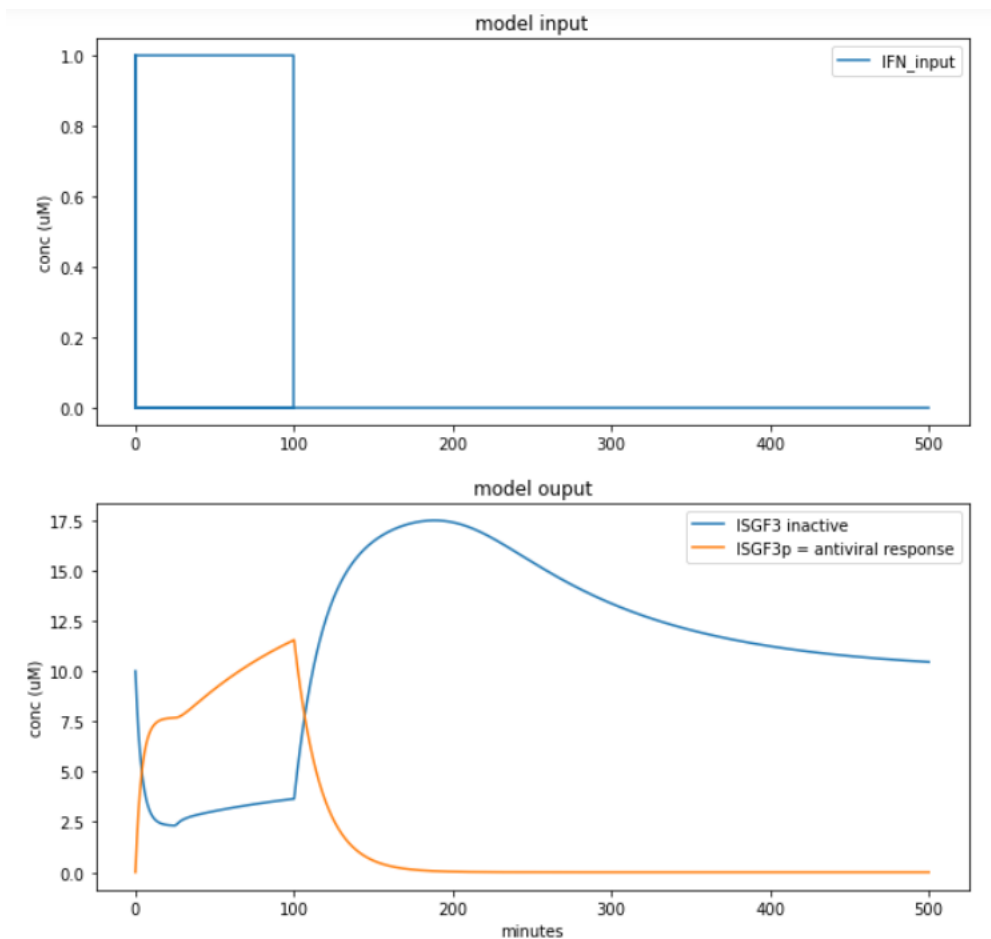 model input
1.0
IFN_input
0.8
0.6
conc (uM)
0.4
0.2
0.0
0 100 200 300 400 500
model ouput
17.5
ISGF3 inactive
ISGF3p = antiviral response
15.0
12.5
10.0
conc (uM)
7.5
5.0
2.5
0.0
0 100 200 300 400 500
minutes